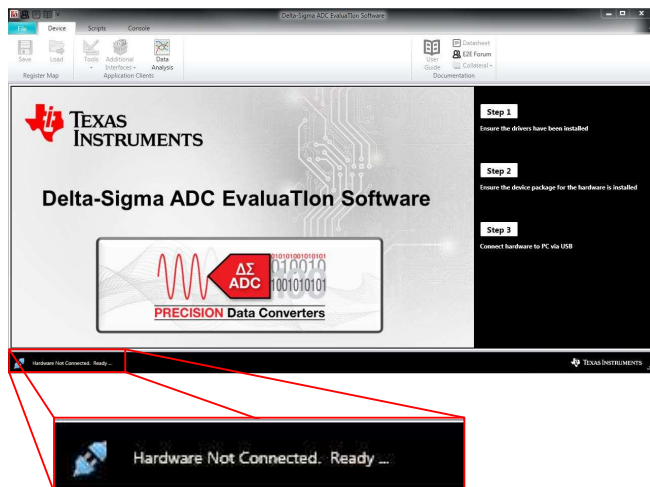 Delta-Sigma ADC EvaluaTIon Software
File Device Scripts Console
Save Load Tools Additional Interfaces Data Analysis User Guide
Datasheet
E2E Forum
Collateral
Register Map Application Clients Documentation
TEXAS
INSTRUMENTS
Delta-Sigma ADC EvaluaTIon Software
ΔΣ
ADC
010010
1001010101
PRECISION Data Converters
Step 1
Ensure the drivers have been installed
Step 2
Ensure the device package for the hardware is installed
Step 3
Connect hardware to PC via USB
Hardware Not Connected. Ready ...
TEXAS INSTRUMENTS
Hardware Not Connected. Ready ...